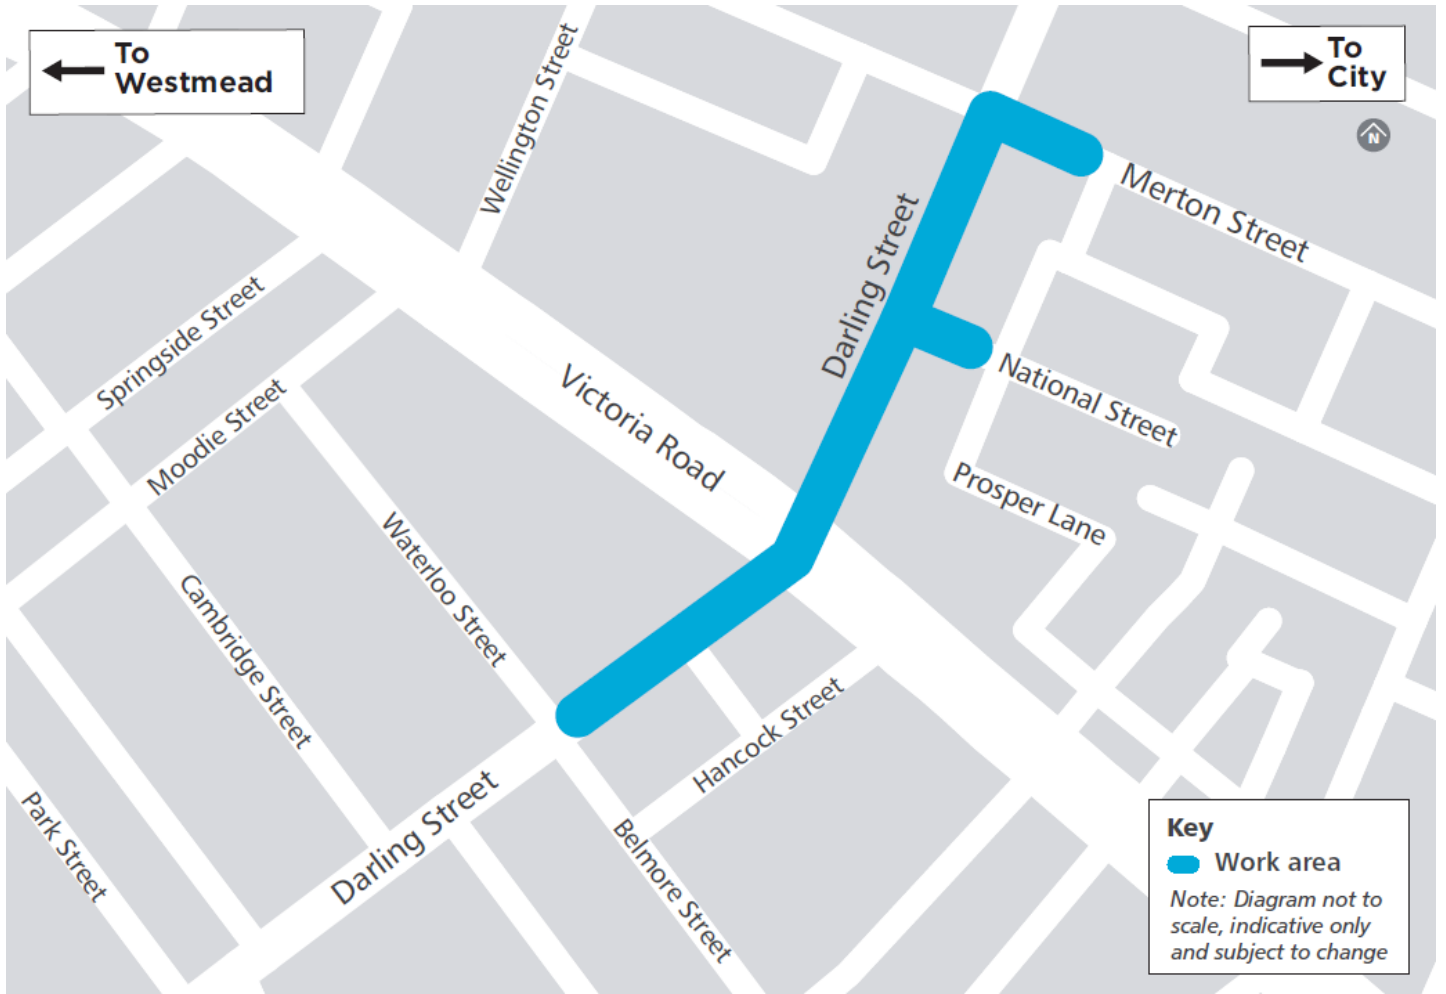 To
Westmead
To
City
N
Wellington Street
Merton Street
Darling Street
Springside Street
National Street
Moodie Street
Victoria Road
Prosper Lane
Waterloo Street
Cambridge Street
Hancock Street
Darling Street
Park Street
Belmore Street
Key
Work area
Note: Diagram not to
scale, indicative only
and subject to change